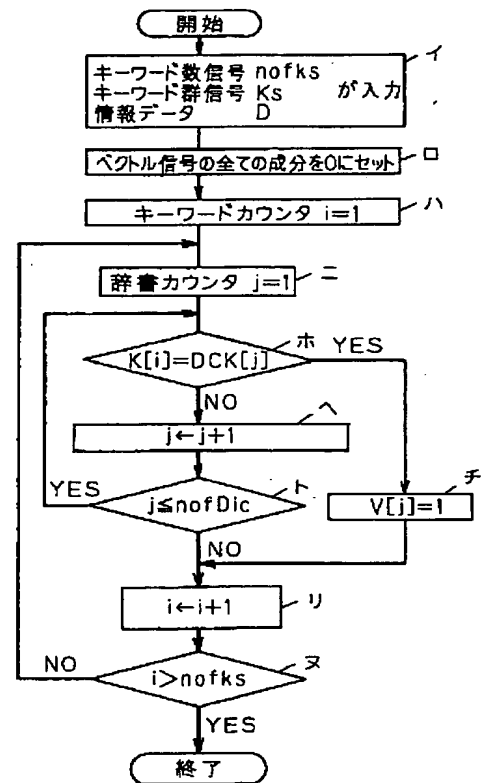 開始
イ
キーワード数信号 nofks
キーワード群信号 Ks
が入力
情報データ D
ロ
ベクトル信号の全ての成分を0にセット
ハ
キーワードカウンタ i=1
ニ
辞書カウンタ j=1
ホ
K[i]=DCK[j]
YES
NO
ヘ
j←j+1
YES
ト
j≦nofDic
チ
V[j]=1
NO
リ
i←i+1
NO
ヌ
i>nofks
YES
終了